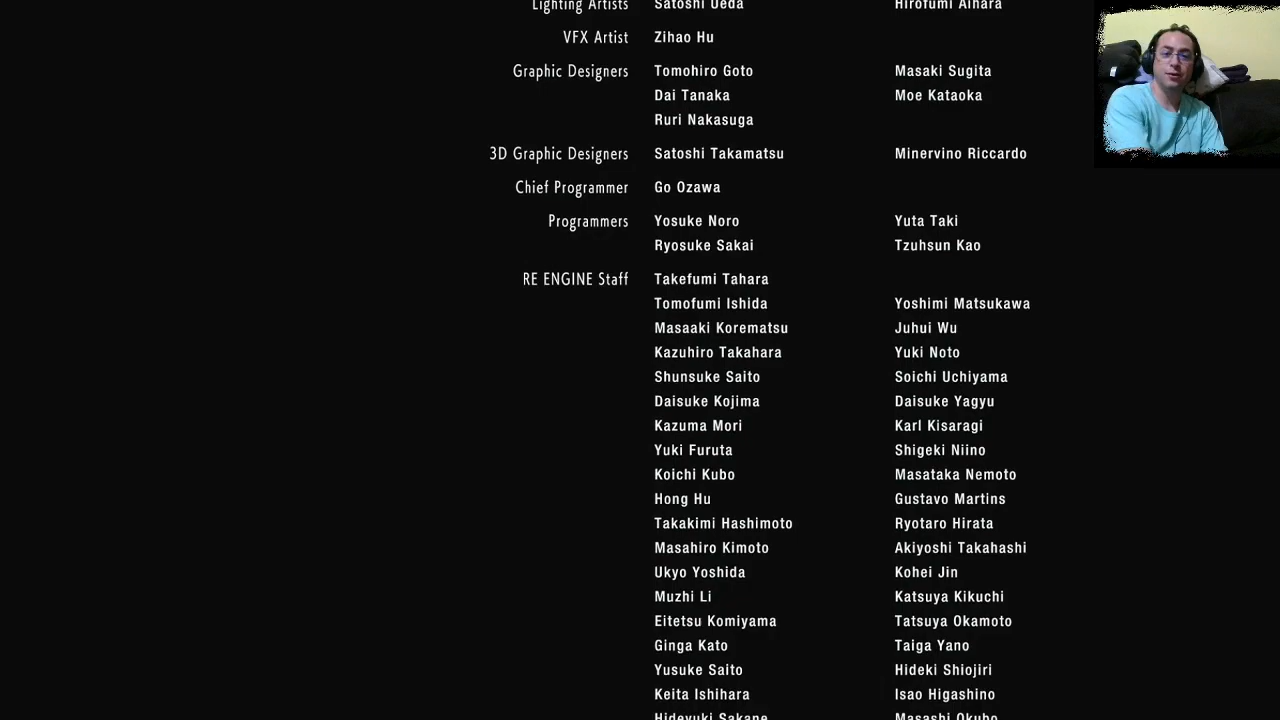 Lighting Artists Satoshi Ueda Hirofumi Aihara
VFX Artist Zihao Hu
Graphic Designers Tomohiro Goto Masaki Sugita
Dai Tanaka Moe Kataoka
Ruri Nakasuga
3D Graphic Designers Satoshi Takamatsu Minervino Riccardo
Chief Programmer Go Ozawa
Programmers Yosuke Noro Yuta Taki
Ryosuke Sakai Tzuhsun Kao
RE ENGINE Staff Takefumi Tahara
Tomofumi Ishida Yoshimi Matsukawa
Masaaki Korematsu Juhui Wu
Kazuhiro Takahara Yuki Noto
Shunsuke Saito Soichi Uchiyama
Daisuke Kojima Daisuke Yagyu
Kazuma Mori Karl Kisaragi
Yuki Furuta Shigeki Niino
Koichi Kubo Masataka Nemoto
Hong Hu Gustavo Martins
Takakimi Hashimoto Ryotaro Hirata
Masahiro Kimoto Akiyoshi Takahashi
Ukyo Yoshida Kohei Jin
Muzhi Li Katsuya Kikuchi
Eitetsu Komiyama Tatsuya Okamoto
Ginga Kato Taiga Yano
Yusuke Saito Hideki Shiojiri
Keita Ishihara Isao Higashino
Hideyuki Sakane Masashi Okubo